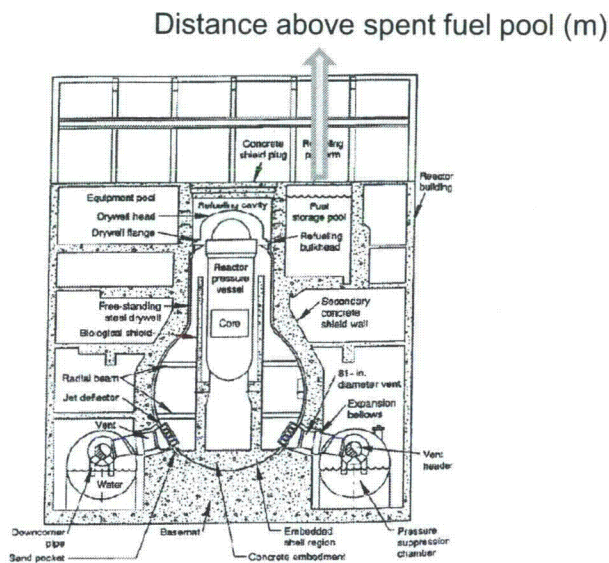 Distance above spent fuel pool (m)
Concrete
shield plug
Reactor
building
Equipment pool
Refueling cavity
Fuel
storage pool
Drywell head
Drywell flange
Refueling
bulkhead
Reactor
pressure
vessel
Free-standing
steel drywell
Biological shield
Core
Secondary
concrete
shield wall
Radial beam
Jet deflector
81- in.
diameter vent
Expansion
bellows
Vent
Water
Vent
header
Downcomer
pipe
Sand pocket
Basemat
Concrete embedment
Embedded
shell region
Pressure
suppression
chamber